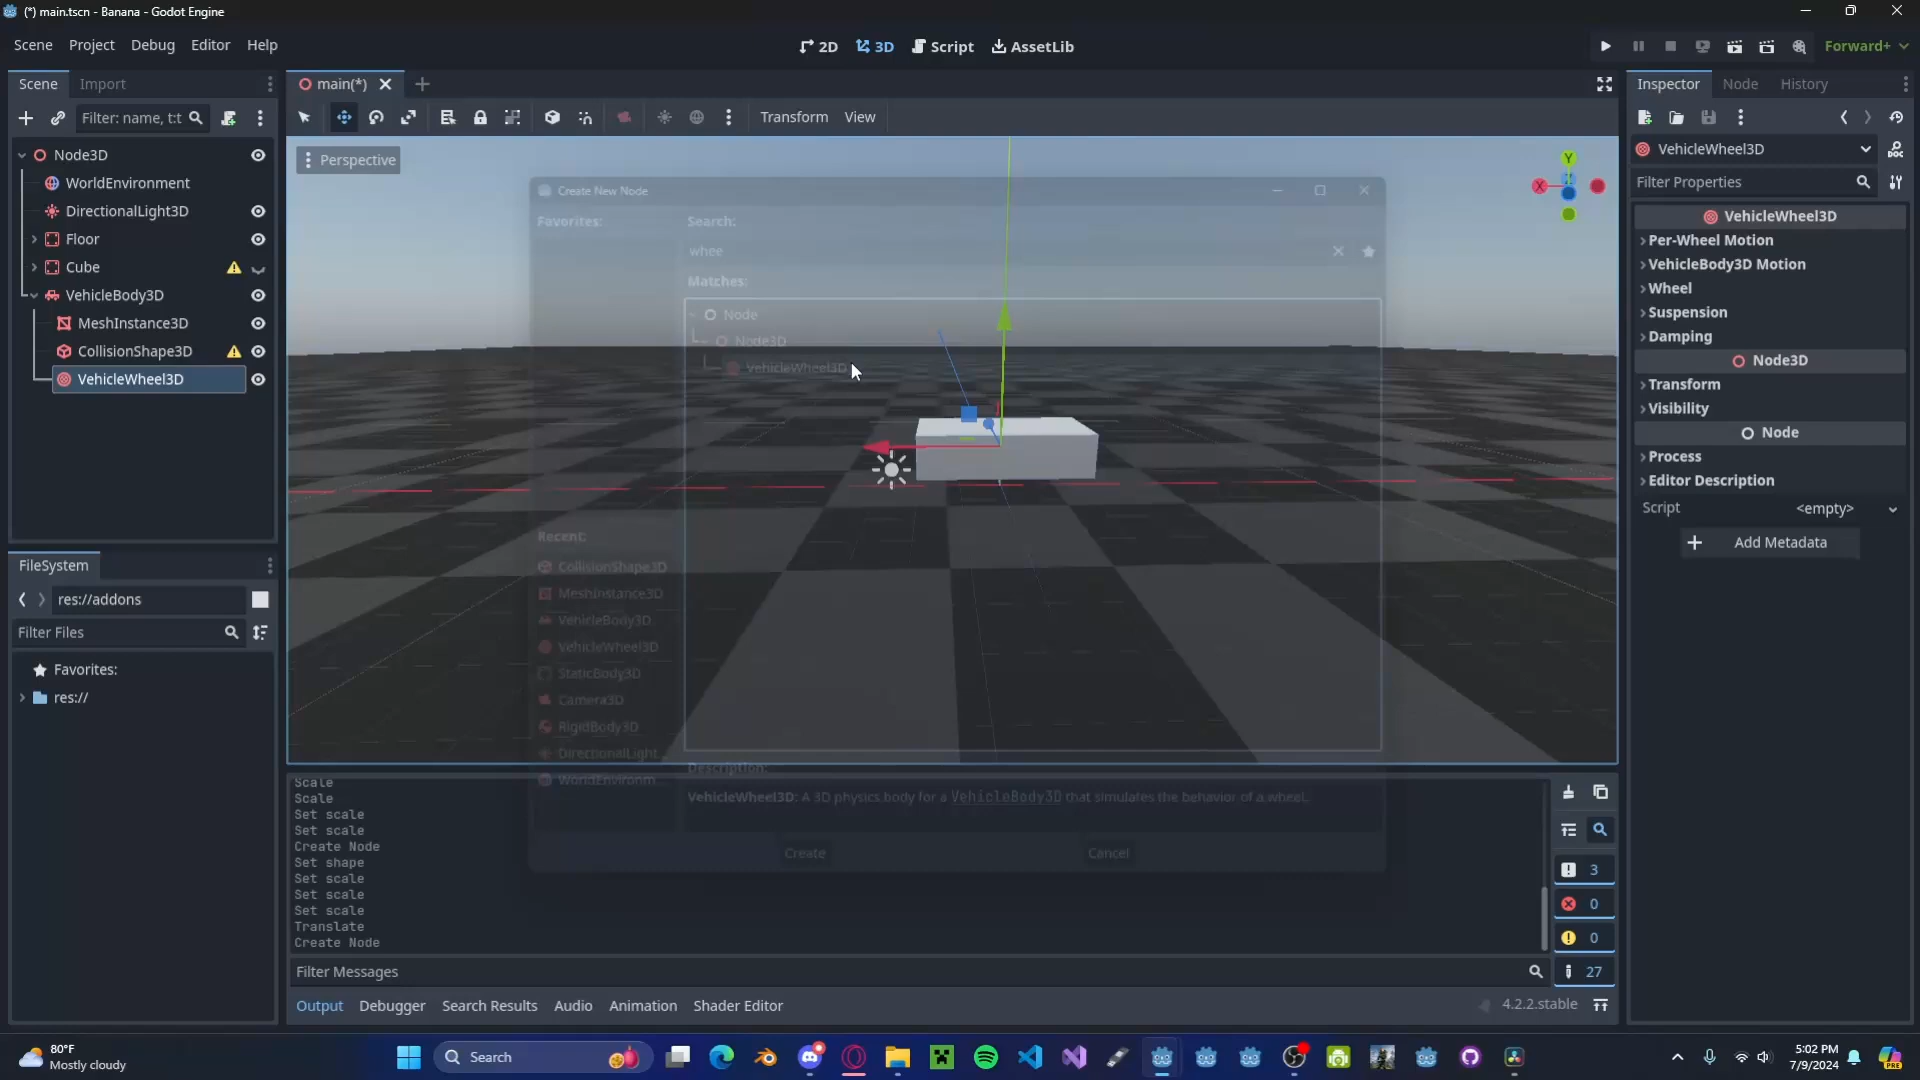 (*) main.tscn - Banana - Godot Engine
Scene Project Debug Editor Help
2D 3D Script AssetLib
Forward+
Scene Import
main(*)
Inspector Node History
Filter: name, t:t
Transform View
VehicleWheel3D
Filter Properties
Node3D
WorldEnvironment
DirectionalLight3D
Floor
Cube
VehicleBody3D
MeshInstance3D
CollisionShape3D
VehicleWheel3D
Perspective
Y
X
Create New Node
Favorites:
Search:
whee
Matches:
Node
Node3D
VehicleWheel3D
Recent:
CollisionShape3D
MeshInstance3D
VehicleBody3D
VehicleWheel3D
StaticBody3D
Camera3D
RigidBody3D
DirectionalLight
WorldEnvironm
Description:
VehicleWheel3D: A 3D physics body for a VehicleBody3D that simulates the behavior of a wheel.
Create Cancel
VehicleWheel3D
Per-Wheel Motion
VehicleBody3D Motion
Wheel
Suspension
Damping
Node3D
Transform
Visibility
Node
Process
Editor Description
Script <empty>
Add Metadata
FileSystem
res://addons
Filter Files
Favorites:
res://
Scale
Scale
Set scale
Set scale
Create Node
Set shape
Set scale
Set scale
Set scale
Translate
Create Node
3
0
0
27
Filter Messages
Output Debugger Search Results Audio Animation Shader Editor
4.2.2.stable
80°F
Mostly cloudy
Search
5:02 PM
7/9/2024
PRE